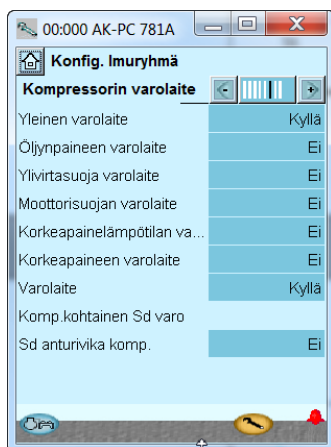 00:000 AK-PC 781A
Konfig. Imuryhmä
Kompressorin varolaite
Yleinen varolaite Kyllä
Öljynpaineen varolaite Ei
Ylivirtasuoja varolaite Ei
Moottorisuojan varolaite Ei
Korkeapainelämpötilan va... Ei
Korkeapaineen varolaite Ei
Varolaite Kyllä
Komp.kohtainen Sd varo
Sd anturivika komp. Ei